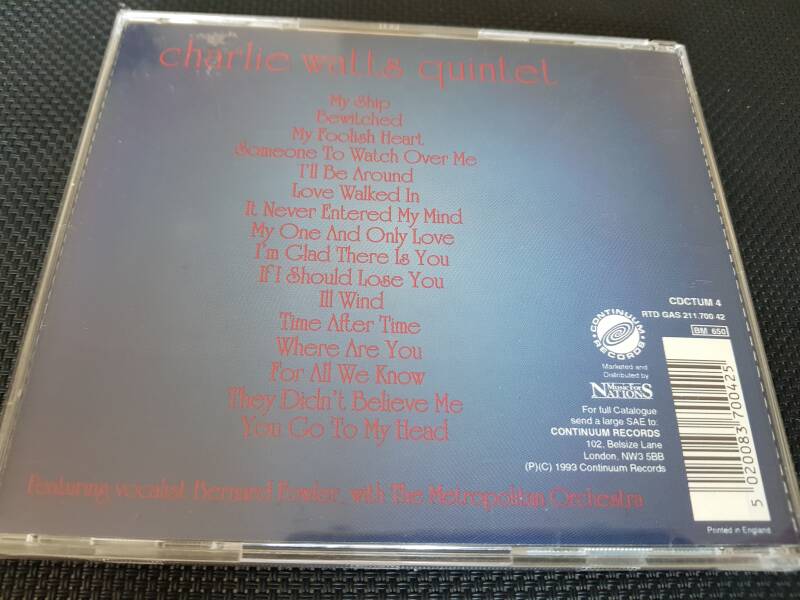 charlie watts quintet
My Ship
Bewitched
My Foolish Heart
Someone To Watch Over Me
I'll Be Around
Love Walked In
It Never Entered My Mind
My One And Only Love
I'm Glad There Is You
If I Should Lose You
Ill Wind
Time After Time
Where Are You
For All We Know
They Didn't Believe Me
You Go To My Head
Featuring vocalist Bernard Fowler, with The Metropolitan Orchestra
CDCTUM 4
RTD GAS 211.700 42
BM 650
CONTINUUM
RECORDS
Marketed and
Distributed by
Music For
NATIONS
For full Catalogue
send a large SAE to:
CONTINUUM RECORDS
102, Belsize Lane
London, NW3 5BB
(P)(C) 1993 Continuum Records
5 020083 700425
Printed in England